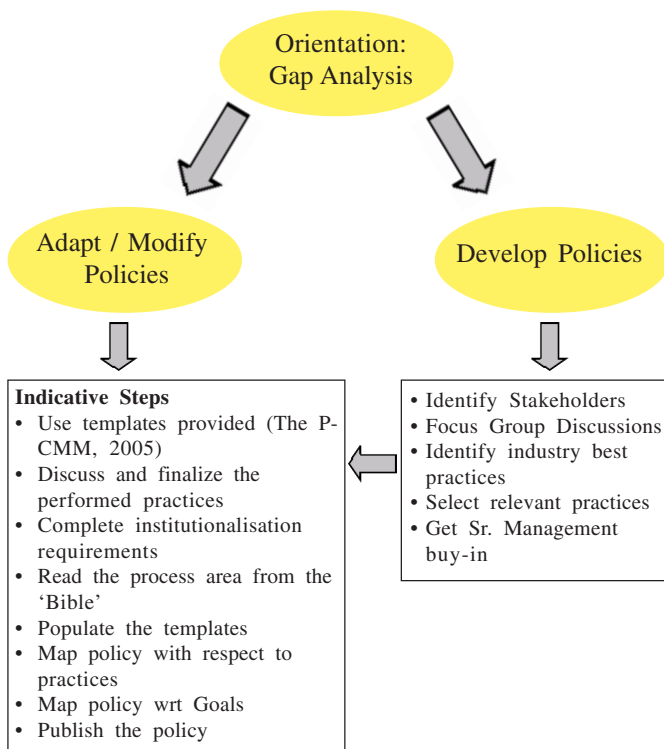 Orientation:
Gap Analysis
Adapt / Modify
Policies
Develop Policies
Indicative Steps
• Use templates provided (The P-
CMM, 2005)
• Discuss and finalize the
performed practices
• Complete institutionalisation
requirements
• Read the process area from the
‘Bible’
• Populate the templates
• Map policy with respect to
practices
• Map policy wrt Goals
• Publish the policy
• Identify Stakeholders
• Focus Group Discussions
• Identify industry best
practices
• Select relevant practices
• Get Sr. Management
buy-in